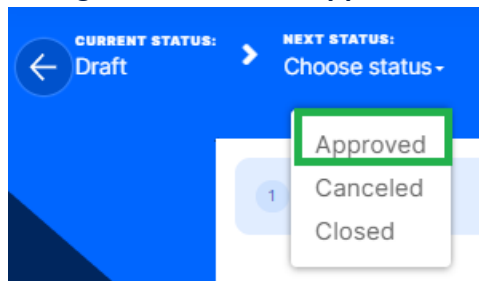 CURRENT STATUS:
Draft
NEXT STATUS:
Choose status
Approved
Canceled
Closed
1